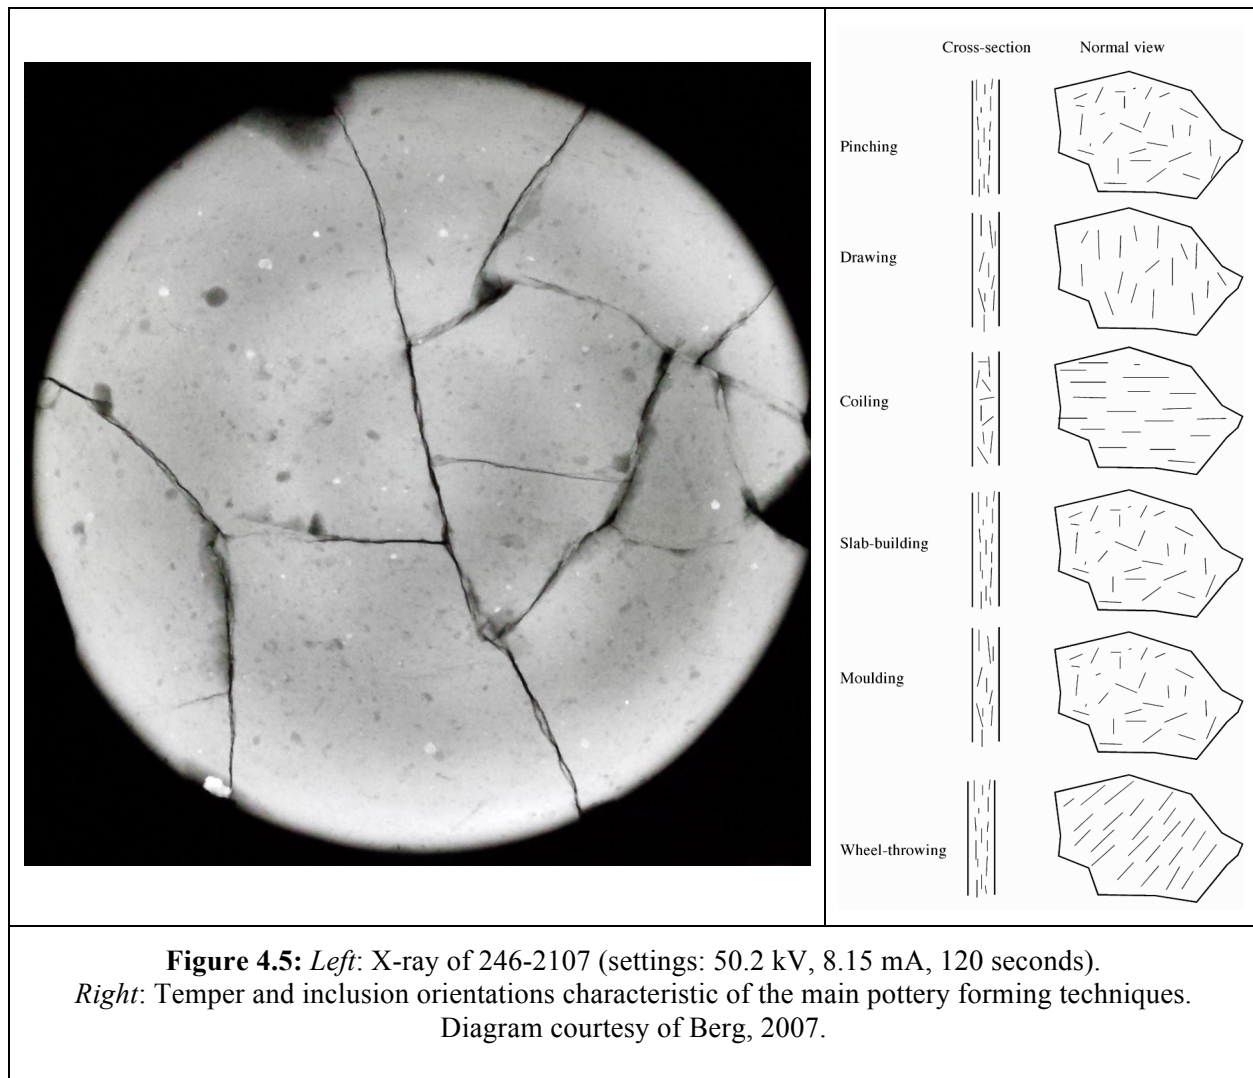 Cross-section Normal view
Pinching
Drawing
Coiling
Slab-building
Moulding
Wheel-throwing
Figure 4.5: Left: X-ray of 246-2107 (settings: 50.2 kV, 8.15 mA, 120 seconds).
Right: Temper and inclusion orientations characteristic of the main pottery forming techniques.
Diagram courtesy of Berg, 2007.